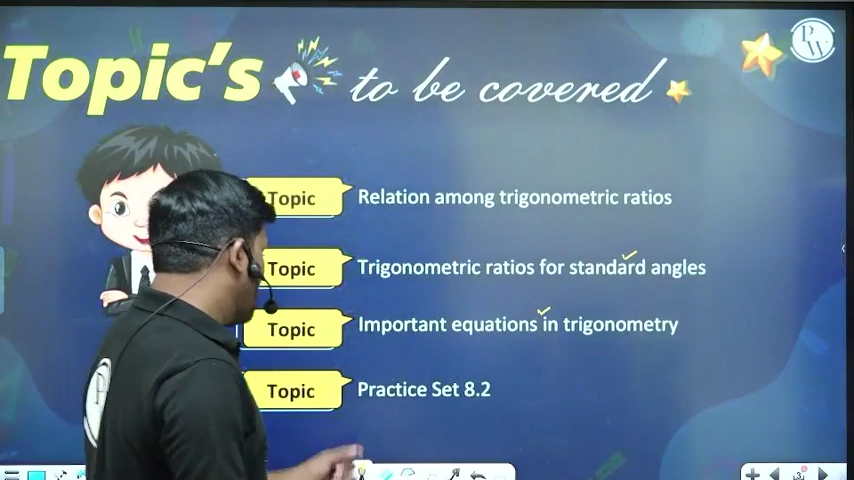 Topic's to be covered
PW
Topic Relation among trigonometric ratios
Topic Trigonometric ratios for standard angles
Topic Important equations in trigonometry
Topic Practice Set 8.2